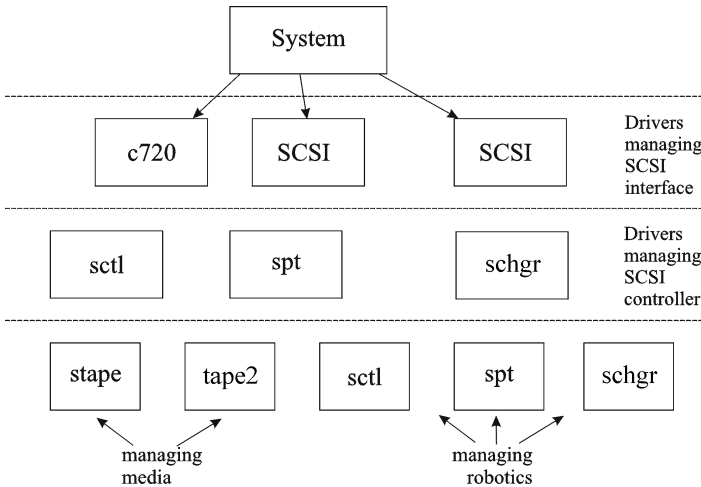 System
c720
SCSI
SCSI
Drivers
managing
SCSI
interface
sctl
spt
schgr
Drivers
managing
SCSI
controller
stape
tape2
sctl
spt
schgr
managing
media
managing
robotics